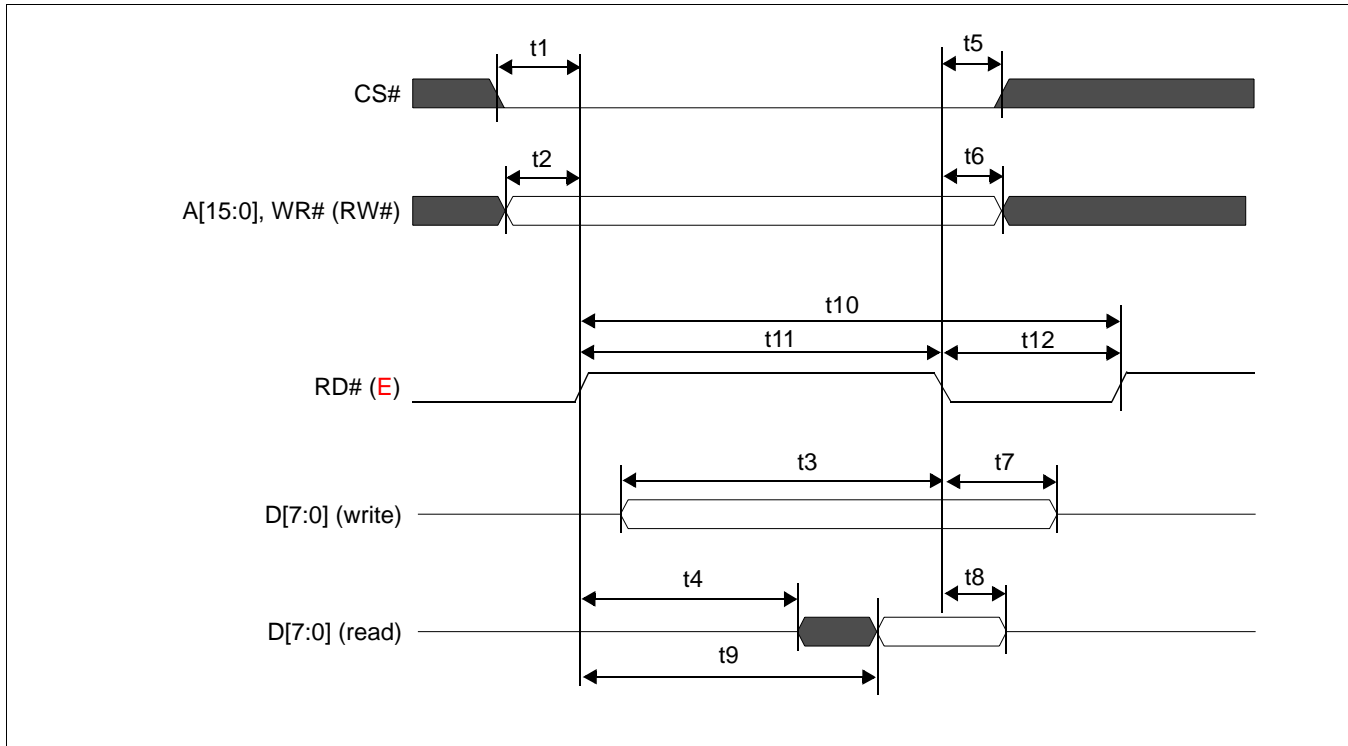 t1
t5
CS#
t2
t6
A[15:0], WR# (RW#)
t10
t11
t12
RD# (E)
t3
t7
D[7:0] (write)
t4
t8
D[7:0] (read)
t9